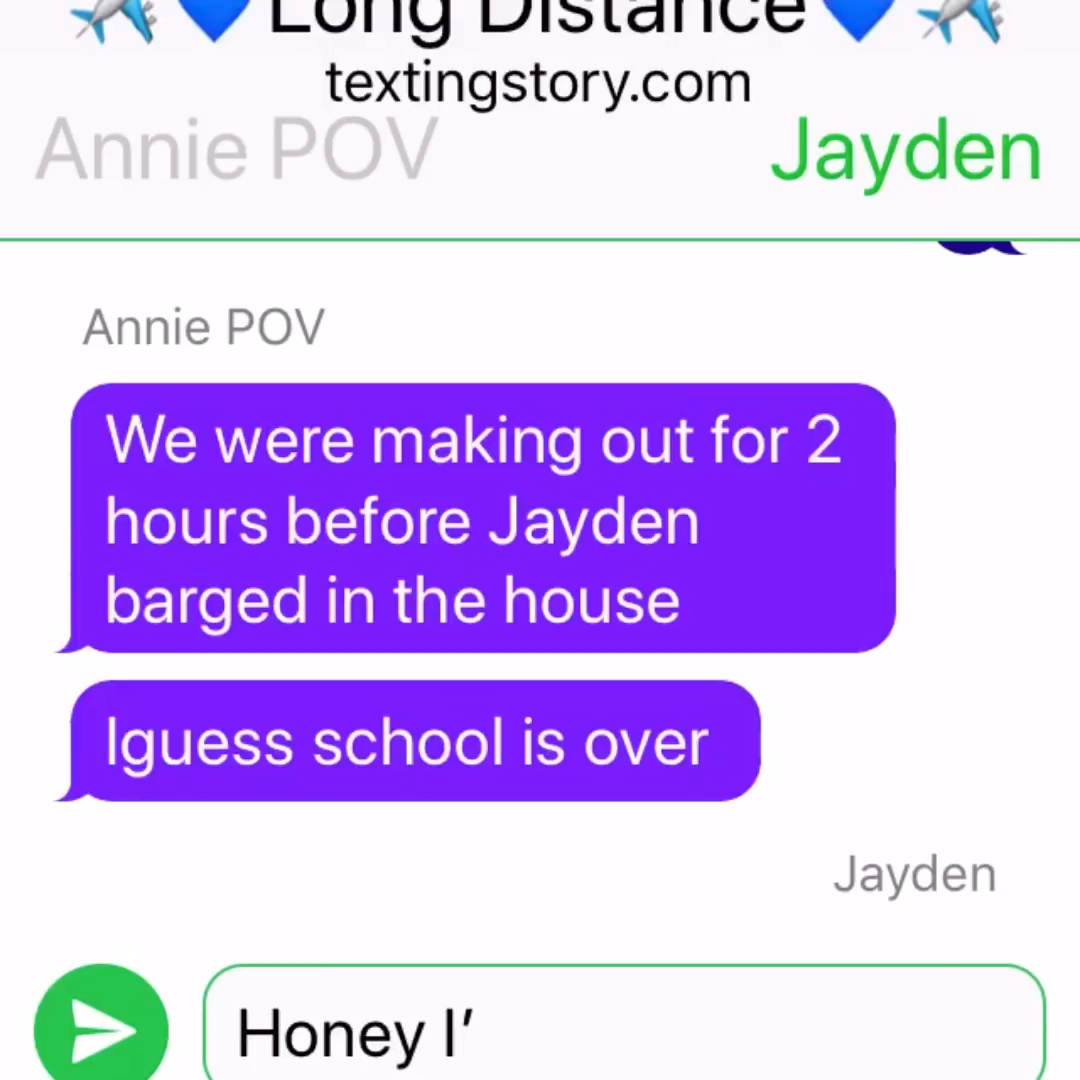 Long Distance
textingstory.com
Annie POV
Jayden
Annie POV
We were making out for 2
hours before Jayden
barged in the house
Iguess school is over
Jayden
Honey I’